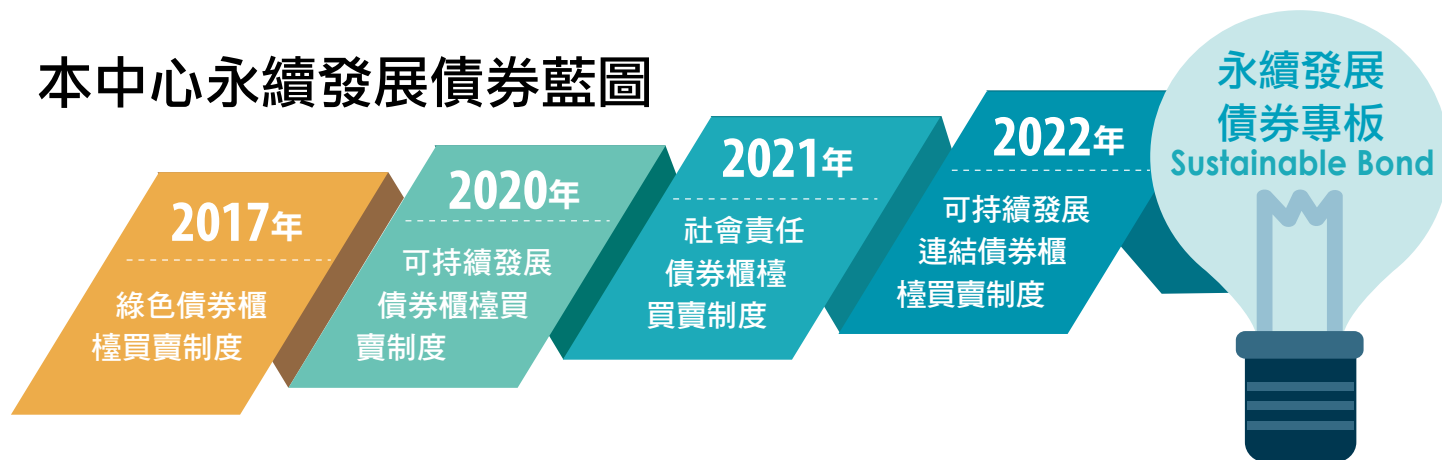 本中心永續發展債券藍圖
2017年
綠色債券櫃
檯買賣制度
2020年
可持續發展
債券櫃檯買
賣制度
2021年
社會責任
債券櫃檯
買賣制度
2022年
可持續發展
連結債券櫃
檯買賣制度
永續發展
債券專板
Sustainable Bond